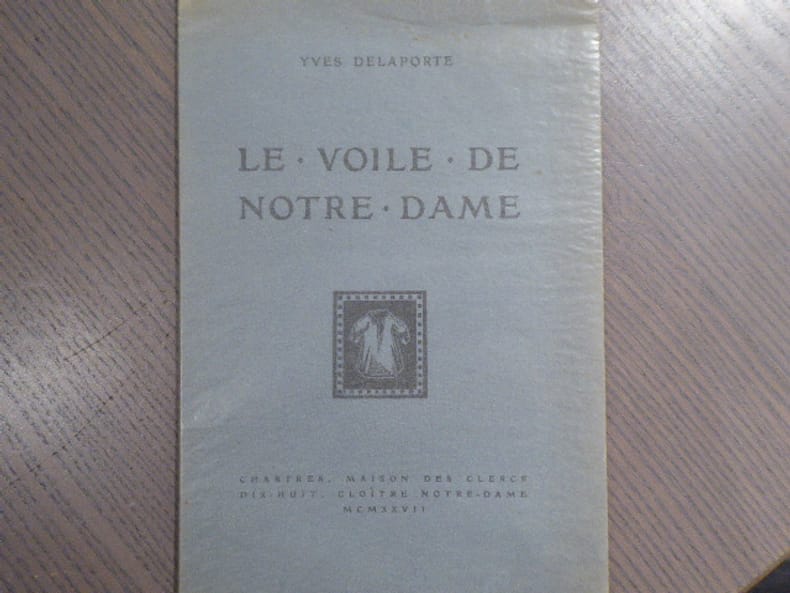 YVES DELAPORTE
LE · VOILE · DE
NOTRE · DAME
CHARTRES, MAISON DES CLERCS
DIX-HUIT, CLOÎTRE NOTRE-DAME
MCMXXVII